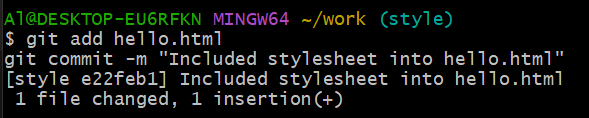 Al@DESKTOP-EU6RFKN MINGW64 ~/work (style)
$ git add hello.html
git commit -m "Included stylesheet into hello.html"
[style e22feb1] Included stylesheet into hello.html
 1 file changed, 1 insertion(+)